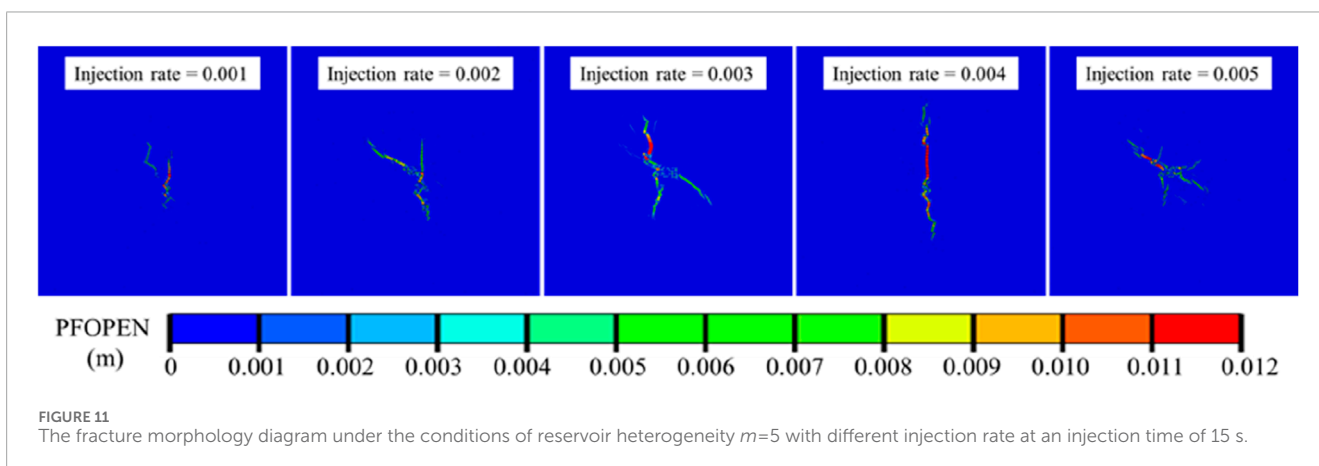 Injection rate = 0.001
Injection rate = 0.002
Injection rate = 0.003
Injection rate = 0.004
Injection rate = 0.005
PFOPEN
(m)
0 0.001 0.002 0.003 0.004 0.005 0.006 0.007 0.008 0.009 0.010 0.011 0.012
FIGURE 11
The fracture morphology diagram under the conditions of reservoir heterogeneity m=5 with different injection rate at an injection time of 15 s.